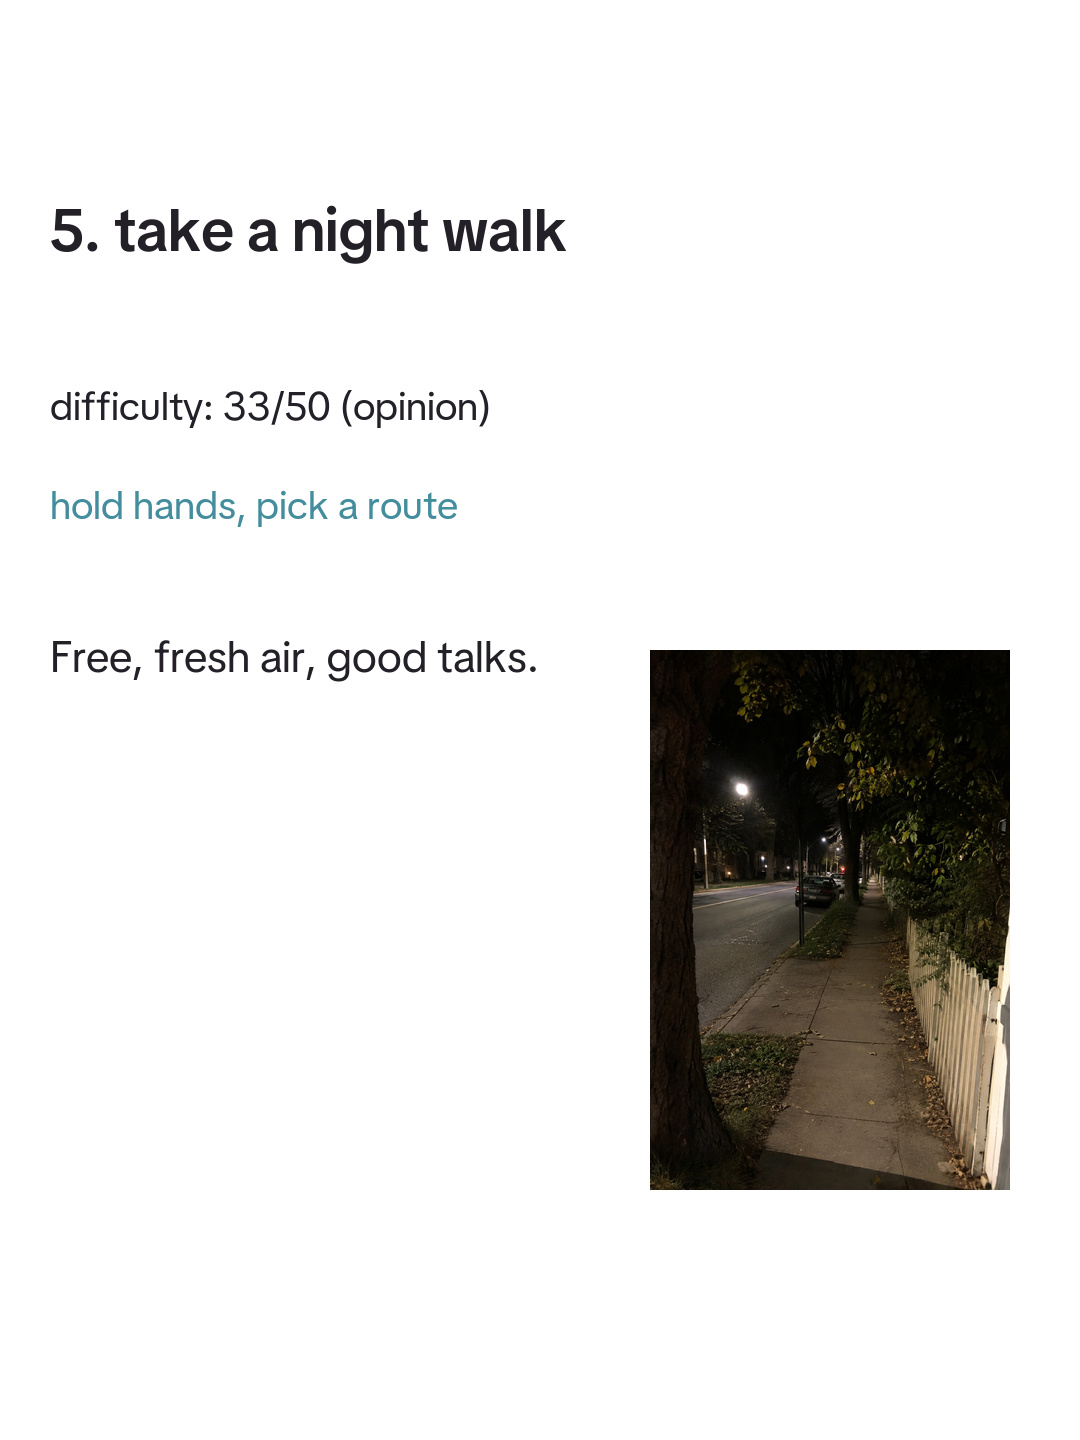 5. take a night walk
difficulty: 33/50 (opinion)
hold hands, pick a route
Free, fresh air, good talks.